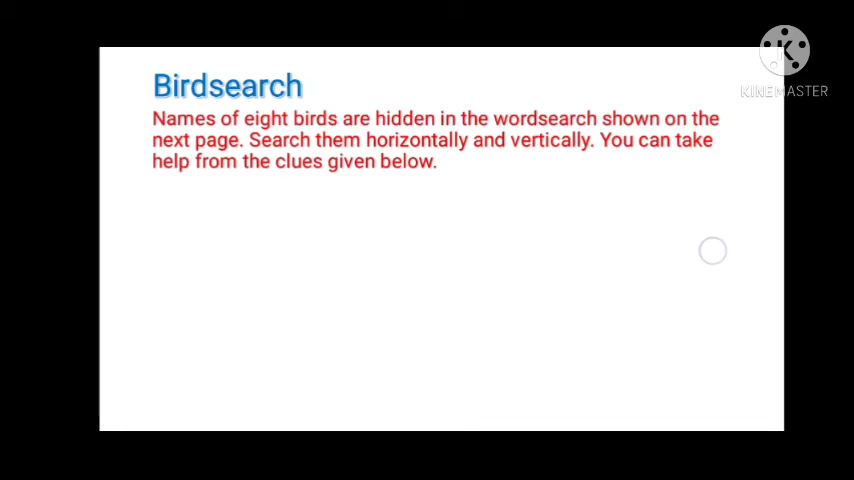 Birdsearch
Names of eight birds are hidden in the wordsearch shown on the
next page. Search them horizontally and vertically. You can take
help from the clues given below.
K
KINEMASTER